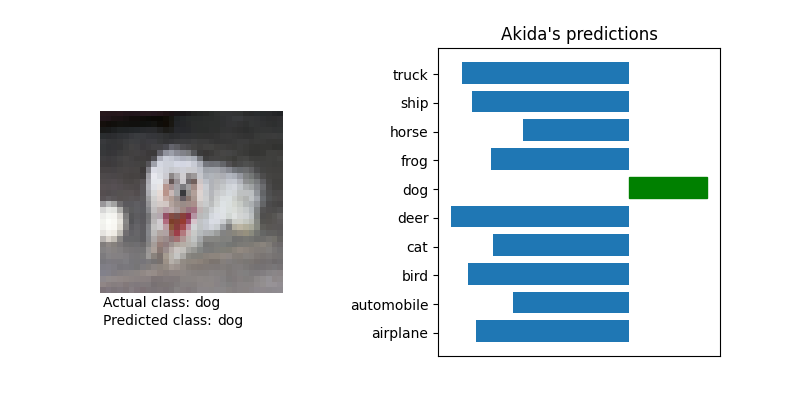 Akida's predictions
truck
ship
horse
frog
dog
deer
cat
bird
automobile
airplane
Actual class: dog
Predicted class: dog